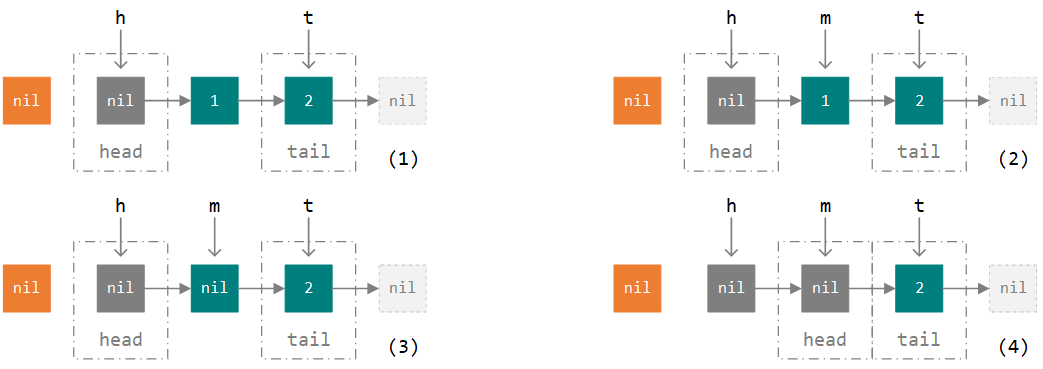 h t h m t
nil nil 1 2 nil nil nil 1 2 nil
head tail (1) head tail (2)
h m t h m t
nil nil nil 2 nil nil nil nil 2 nil
head tail (3) head tail (4)